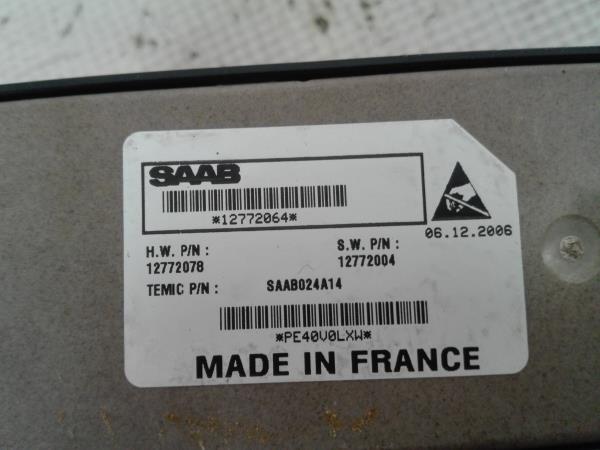 SAAB
*12772064*
06.12.2006
H.W. P/N : S.W. P/N :
12772078 12772004
TEMIC P/N : SAAB024A14
*PE40V0LXW*
MADE IN FRANCE